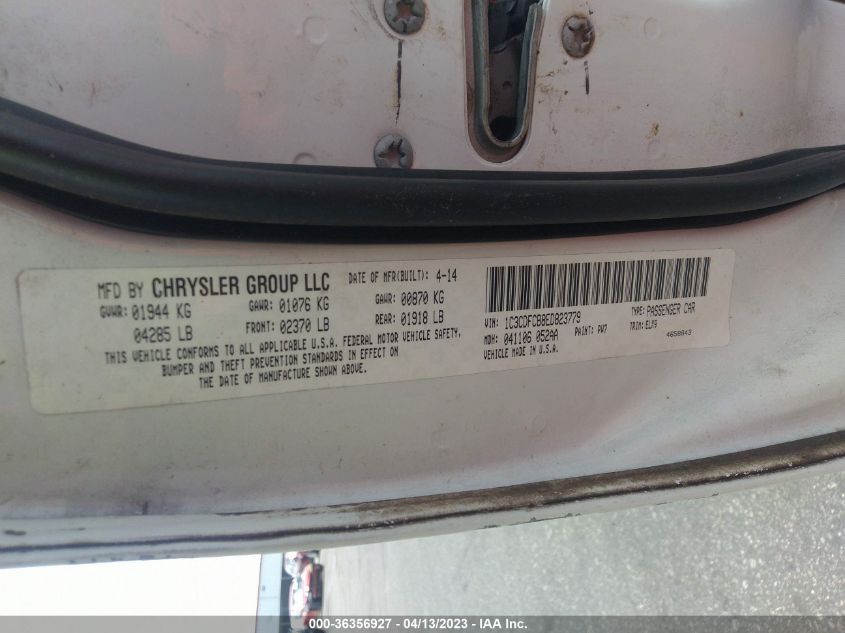 MFD BY CHRYSLER GROUP LLC
DATE OF MFR(BUILT): 4-14
GVWR: 01944 KG
GAWR: 01076 KG
GAWR: 00870 KG
04285 LB
FRONT: 02370 LB
REAR: 01918 LB
THIS VEHICLE CONFORMS TO ALL APPLICABLE U.S.A. FEDERAL MOTOR VEHICLE SAFETY,
BUMPER AND THEFT PREVENTION STANDARDS IN EFFECT ON
THE DATE OF MANUFACTURE SHOWN ABOVE.
VIN: 1C3CDFCB8ED823779
TYPE: PASSENGER CAR
MDH: 041106 052AA
PAINT: PW7
TRIM: ELJ9
VEHICLE MADE IN U.S.A.
4658843
000-36356927 - 04/13/2023 - IAA Inc.